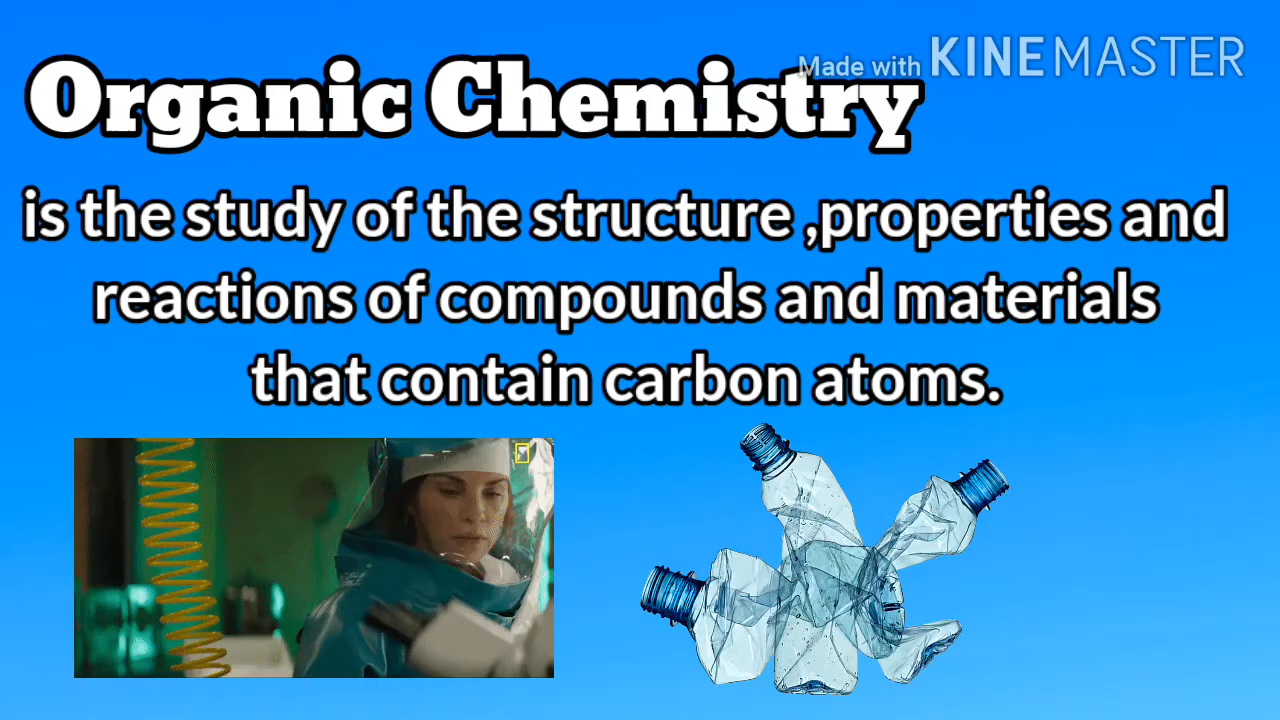 Made with KINEMASTER
Organic Chemistry
is the study of the structure ,properties and
reactions of compounds and materials
that contain carbon atoms.